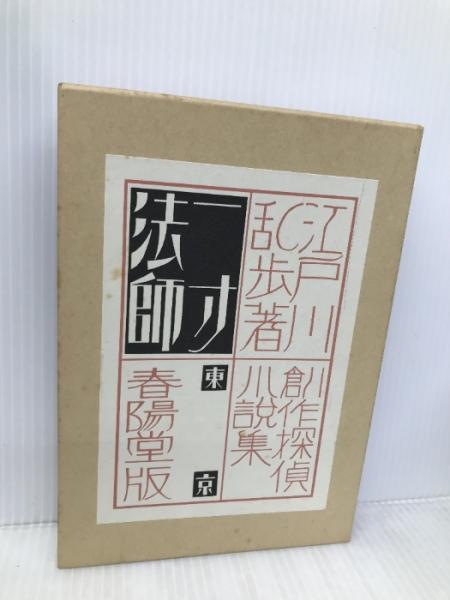 江戸川
乱歩著
創作探偵
小説集
一寸
法師
東京
春陽堂版